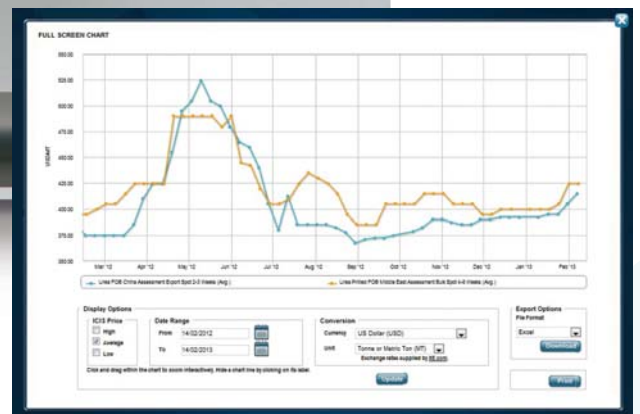 FULL SCREEN CHART
550.00
525.00
500.00
475.00
450.00
425.00
400.00
375.00
350.00
USD/MT
Mar '12 Apr '12 May '12 Jun '12 Jul '12 Aug '12 Sep '12 Oct '12 Nov '12 Dec '12 Jan '13 Feb '13
Urea FOB China Assessment Export Spot 2-3 Weeks (Avg.) Urea Prilled FOB Middle East Assessment Bulk Spot 4-6 Weeks (Avg.)
Display Options
ICIS Price
High
Average
Low
Date Range
From 14/02/2012
To 14/02/2013
Conversion
Currency US Dollar (USD)
Unit Tonne or Metric Ton (MT)
Exchange rates supplied by XE.com.
Click and drag within the chart to zoom interactively. Hide a chart line by clicking on its label.
Update
Export Options
File Format
Excel
Download
Print